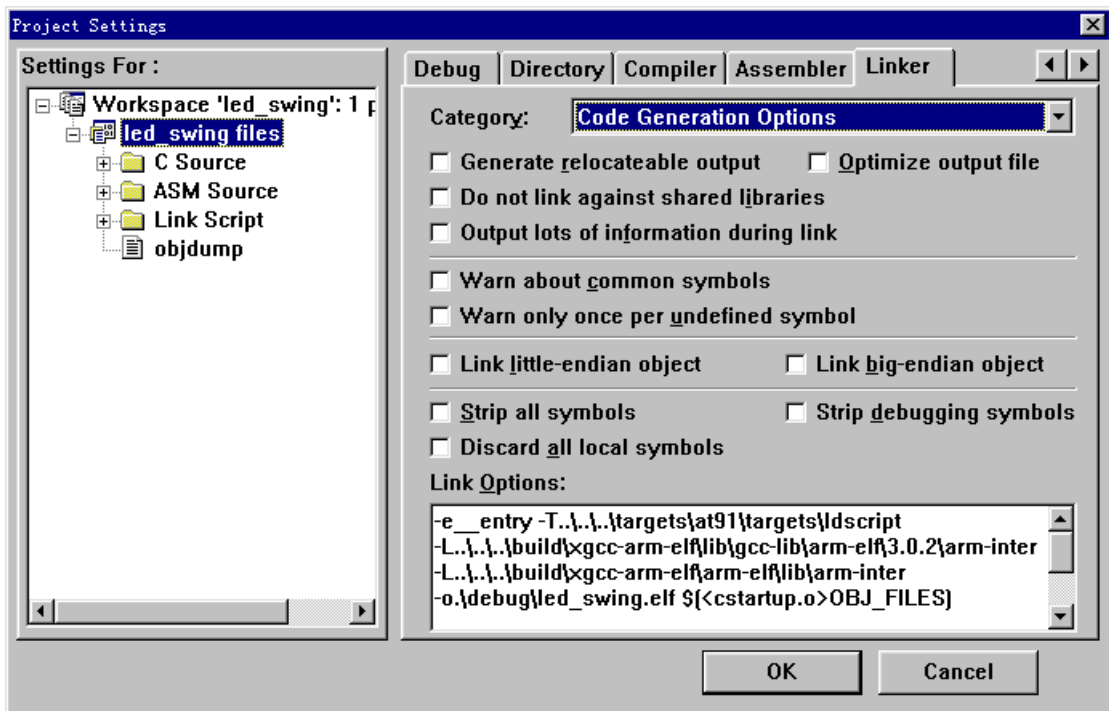 Project Settings
Settings For :
Workspace 'led_swing': 1 p
led_swing files
C Source
ASM Source
Link Script
objdump
Debug Directory Compiler Assembler Linker
Category: Code Generation Options
Generate relocateable output Optimize output file
Do not link against shared libraries
Output lots of information during link
Warn about common symbols
Warn only once per undefined symbol
Link little-endian object Link big-endian object
Strip all symbols Strip debugging symbols
Discard all local symbols
Link Options:
-e__entry -T..\..\..\targets\at91\targets\ldscript
-L..\..\..\build\xgcc-arm-elf\lib\gcc-lib\arm-elf\3.0.2\arm-inter
-L..\..\..\build\xgcc-arm-elf\arm-elf\lib\arm-inter
-o.\debug\led_swing.elf $(<cstartup.o>OBJ_FILES)
OK Cancel